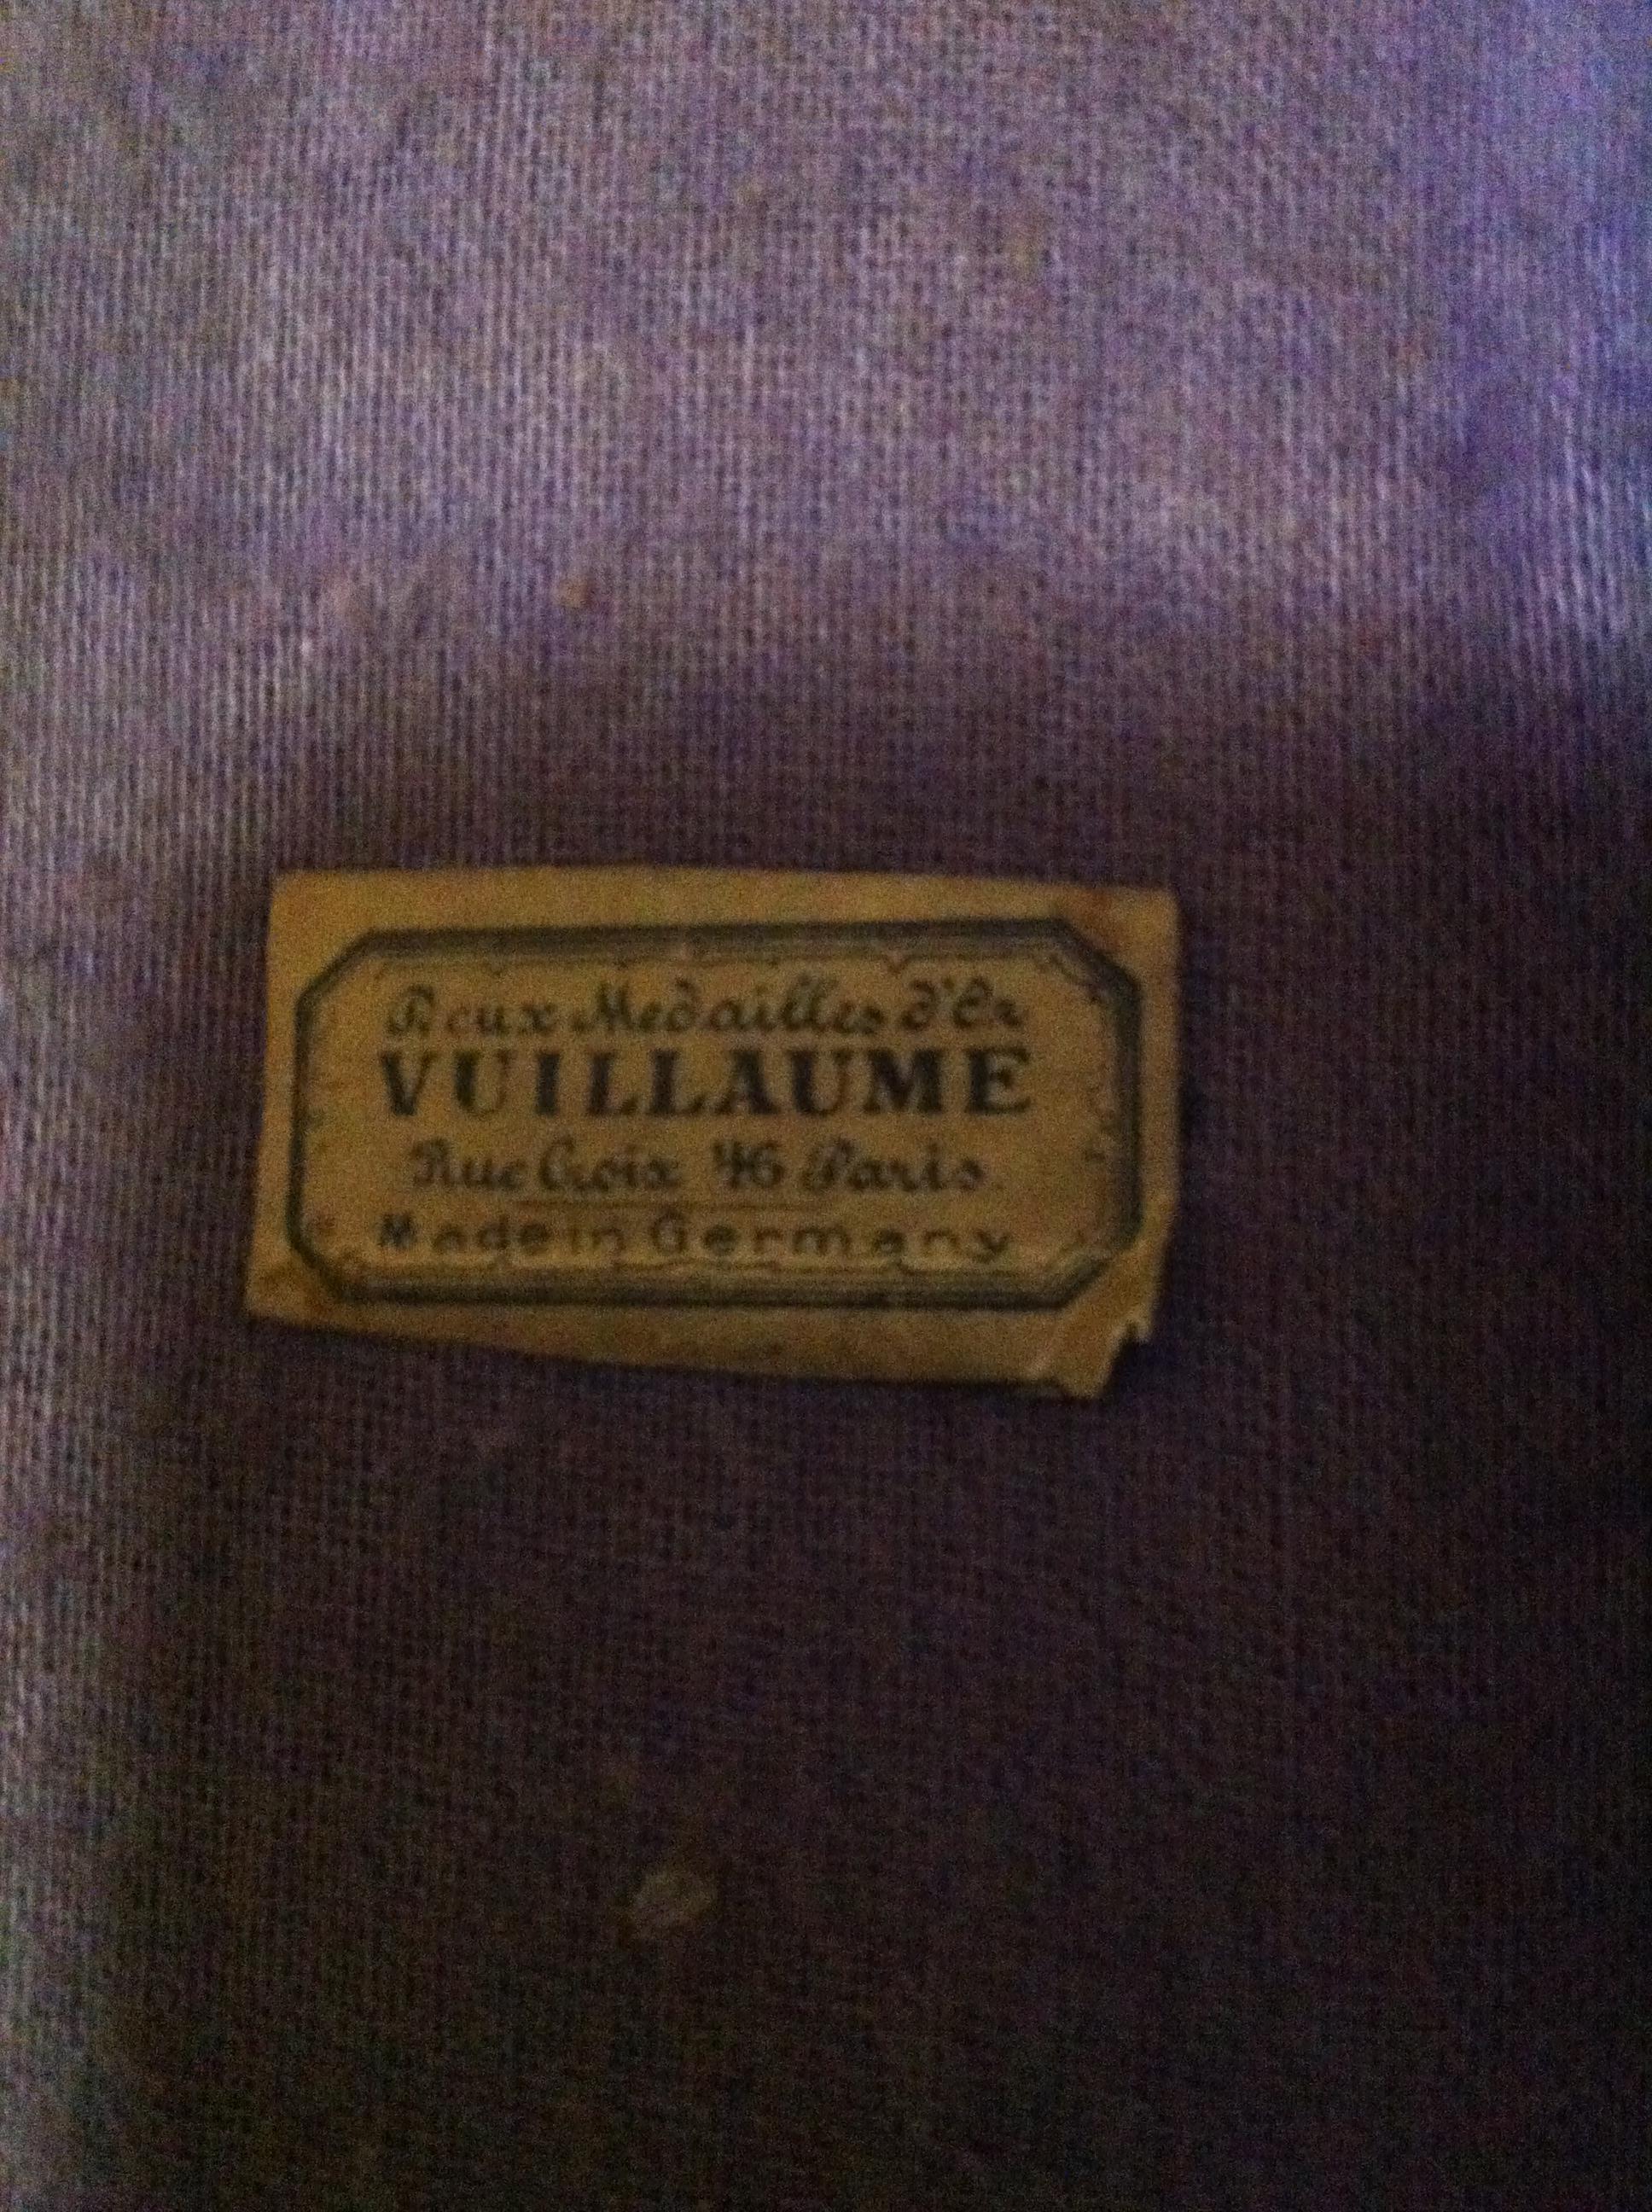 Deux Medailles d'Or
VUILLAUME
Rue Croix 46 Paris.
Made in Germany